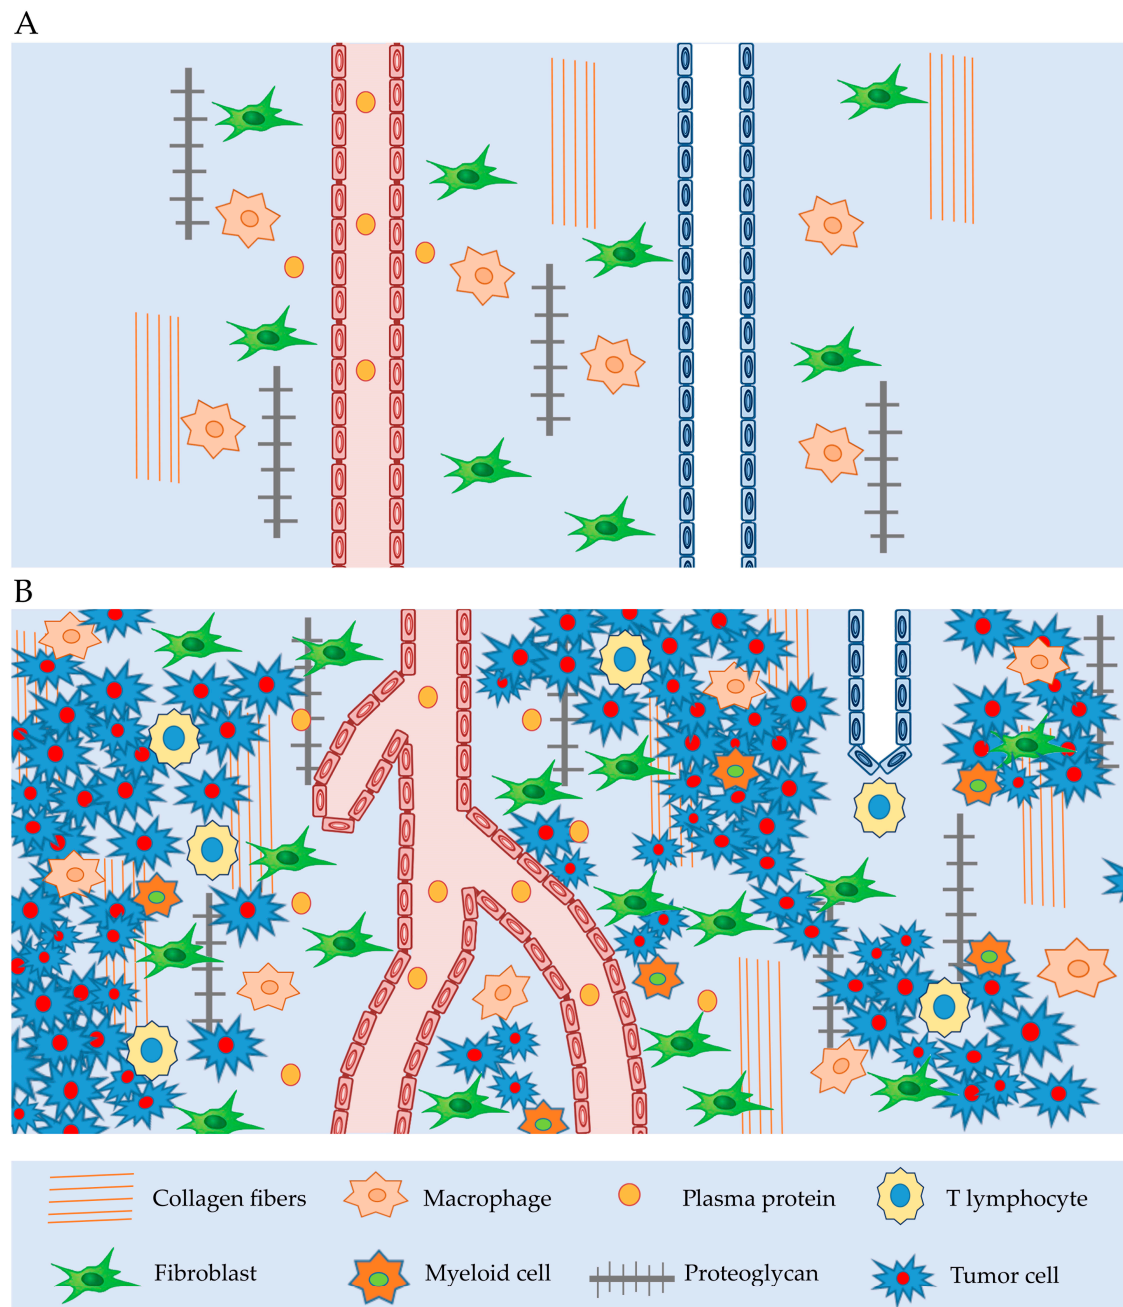 A
B
Collagen fibers Macrophage Plasma protein T lymphocyte
Fibroblast Myeloid cell Proteoglycan Tumor cell